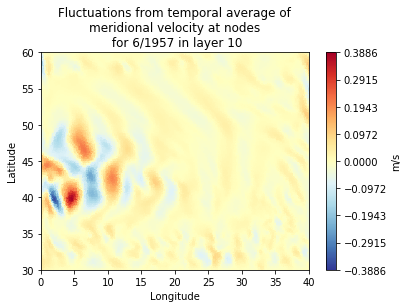 Fluctuations from temporal average of
meridional velocity at nodes
for 6/1957 in layer 10
60
55
50
45
40
35
30
Latitude
0 5 10 15 20 25 30 35 40
Longitude
0.3886
0.2915
0.1943
0.0972
0.0000
−0.0972
−0.1943
−0.2915
−0.3886
m/s